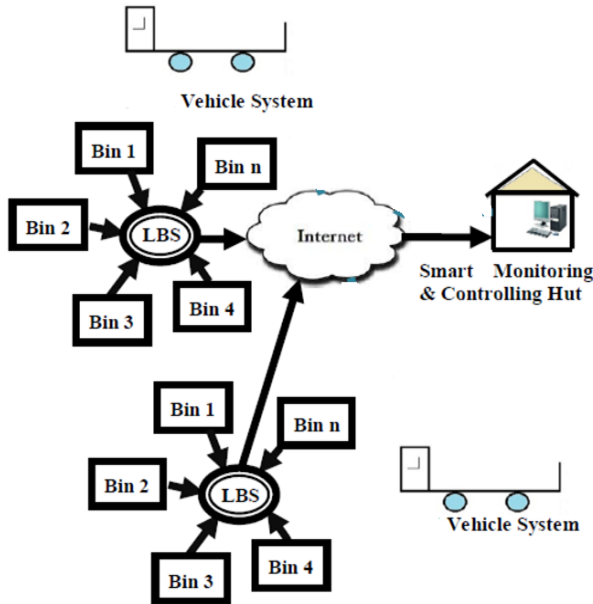 Vehicle System
Bin 1
Bin n
Bin 2
LBS
Internet
Bin 3
Bin 4
Smart Monitoring
& Controlling Hut
Bin 1
Bin n
Bin 2
LBS
Bin 3
Bin 4
Vehicle System